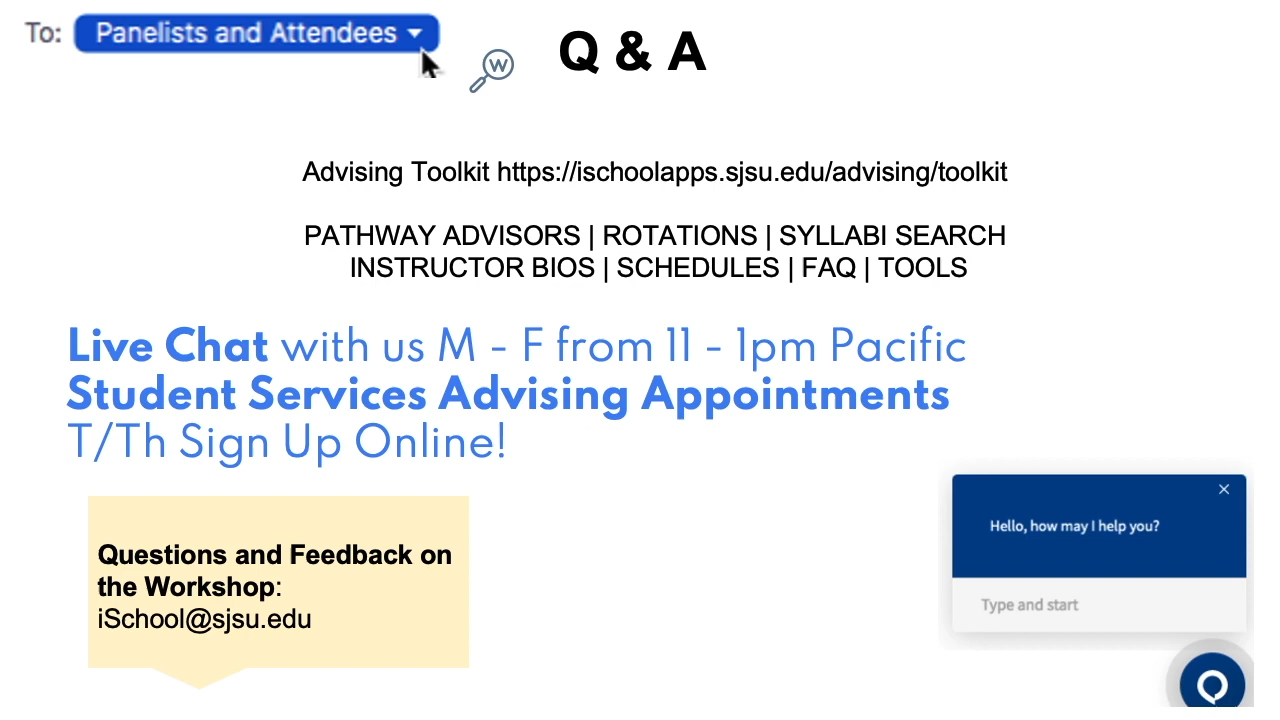 To: Panelists and Attendees
W
Q & A
Advising Toolkit https://ischoolapps.sjsu.edu/advising/toolkit
PATHWAY ADVISORS | ROTATIONS | SYLLABI SEARCH
INSTRUCTOR BIOS | SCHEDULES | FAQ | TOOLS
Live Chat with us M - F from 11 - 1pm Pacific
Student Services Advising Appointments
T/Th Sign Up Online!
Questions and Feedback on
the Workshop:
iSchool@sjsu.edu
Hello, how may I help you?
Type and start